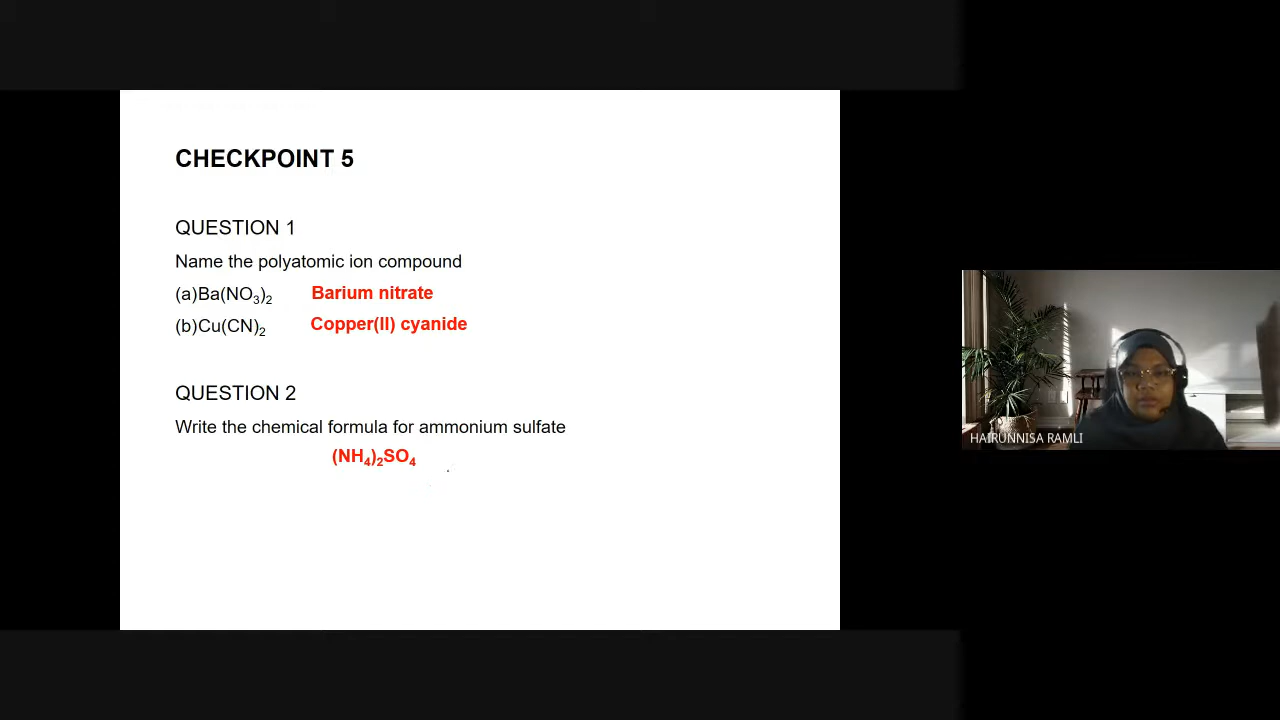 CHECKPOINT 5
QUESTION 1
Name the polyatomic ion compound
(a)Ba(NO₃)₂ Barium nitrate
(b)Cu(CN)₂ Copper(II) cyanide
QUESTION 2
Write the chemical formula for ammonium sulfate
(NH₄)₂SO₄
HAIRUNNISA RAMLI